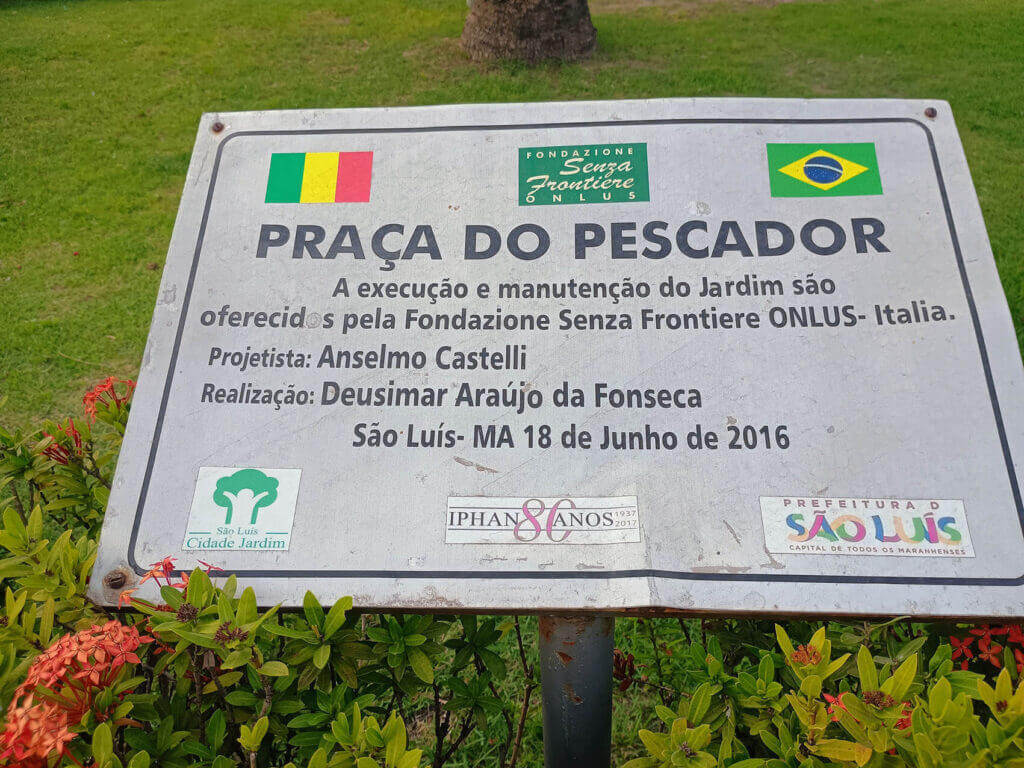 FONDAZIONE
Senza
Frontiere
ONLUS
PRAÇA DO PESCADOR
A execução e manutenção do Jardim são
oferecid s pela Fondazione Senza Frontiere ONLUS- Italia.
Projetista: Anselmo Castelli
Realização: Deusimar Araújo da Fonseca
São Luís- MA 18 de Junho de 2016
São Luís
Cidade Jardim
IPHAN 80 ANOS 1937
2017
PREFEITURA D
SÃO LUÍS
CAPITAL DE TODOS OS MARANHENSES